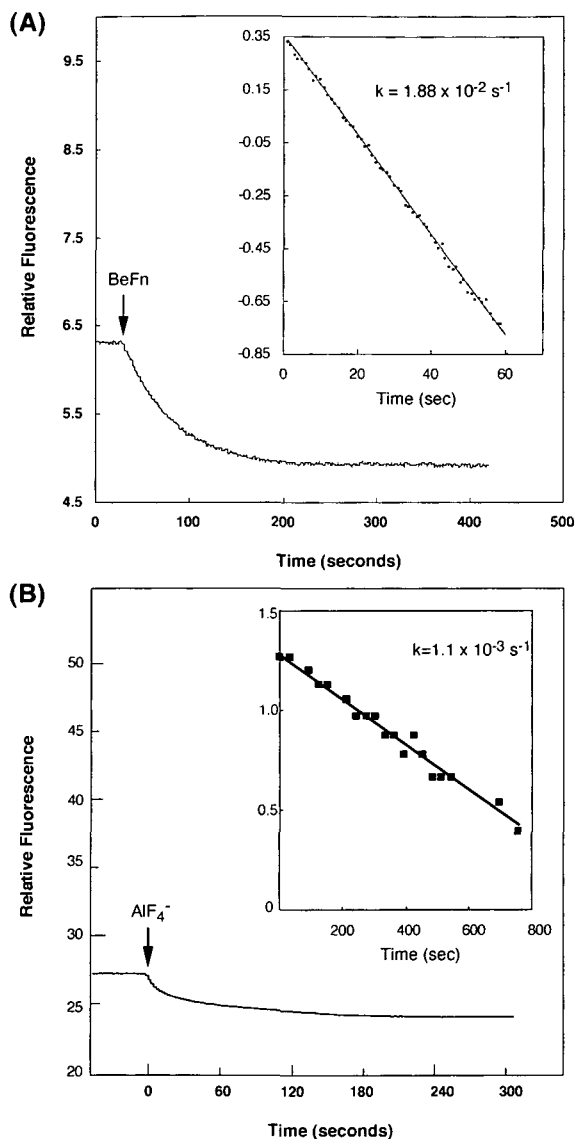 (A)
9.5
8.5
7.5
6.5
5.5
4.5
Relative Fluorescence
BeFn
0 100 200 300 400 500
Time (seconds)
0.35
0.15
-0.05
-0.25
-0.45
-0.65
-0.85
k = 1.88 x 10⁻² s⁻¹
0 20 40 60
Time (sec)
(B)
50
45
40
35
30
27
25
20
Relative Fluorescence
AlF₄⁻
0 60 120 180 240 300
Time (seconds)
1.5
1.0
0.5
0
k=1.1 x 10⁻³ s⁻¹
200 400 600 800
Time (sec)